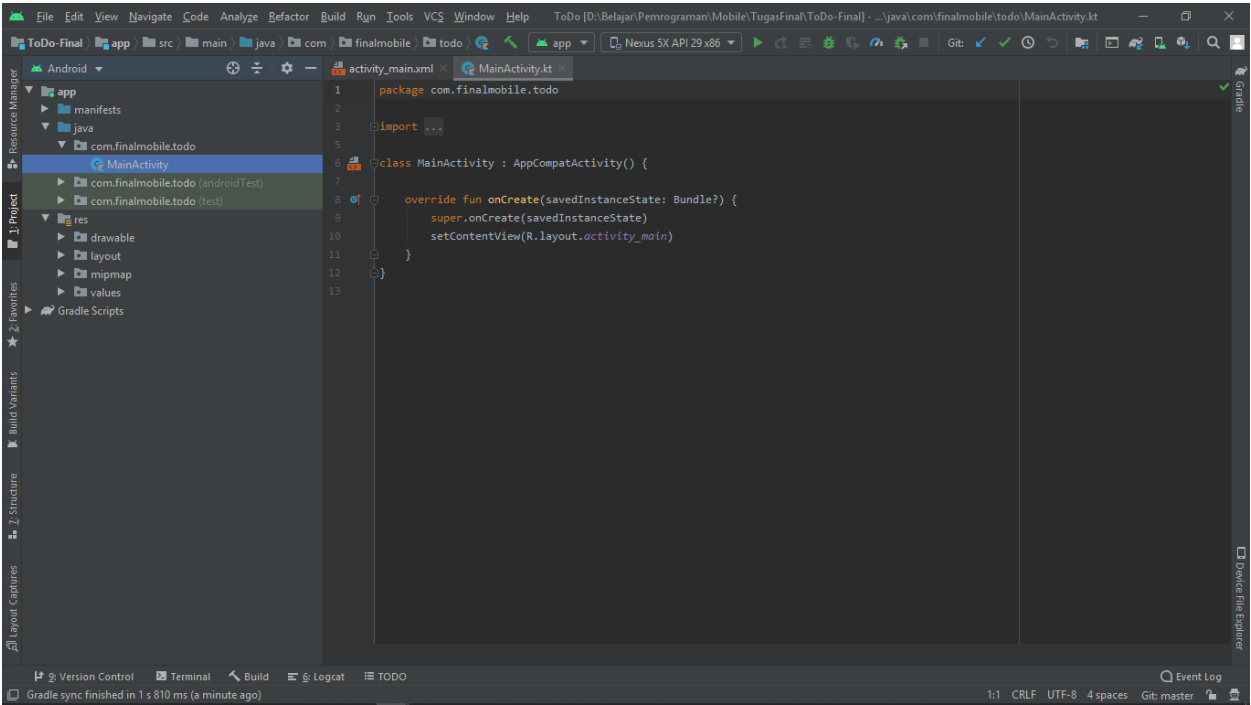 File Edit View Navigate Code Analyze Refactor Build Run Tools VCS Window Help ToDo [D:\Belajar\Pemrograman\Mobile\TugasFinal\ToDo-Final] - ...\java\com\finalmobile\todo\MainActivity.kt
ToDo-Final app src main java com finalmobile todo app Nexus 5X API 29 x86 Git:
Android
activity_main.xml MainActivity.kt
app
manifests
java
com.finalmobile.todo
MainActivity
com.finalmobile.todo (androidTest)
com.finalmobile.todo (test)
res
drawable
layout
mipmap
values
Gradle Scripts
1 package com.finalmobile.todo
2
3 import ...
5
6 class MainActivity : AppCompatActivity() {
7
8 override fun onCreate(savedInstanceState: Bundle?) {
9 super.onCreate(savedInstanceState)
10 setContentView(R.layout.activity_main)
11 }
12 }
13
Resource Manager
1: Project
2: Favorites
Build Variants
7: Structure
Layout Captures
Gradle
Device File Explorer
9: Version Control Terminal Build 6: Logcat TODO Event Log
Gradle sync finished in 1 s 810 ms (a minute ago) 1:1 CRLF UTF-8 4 spaces Git: master